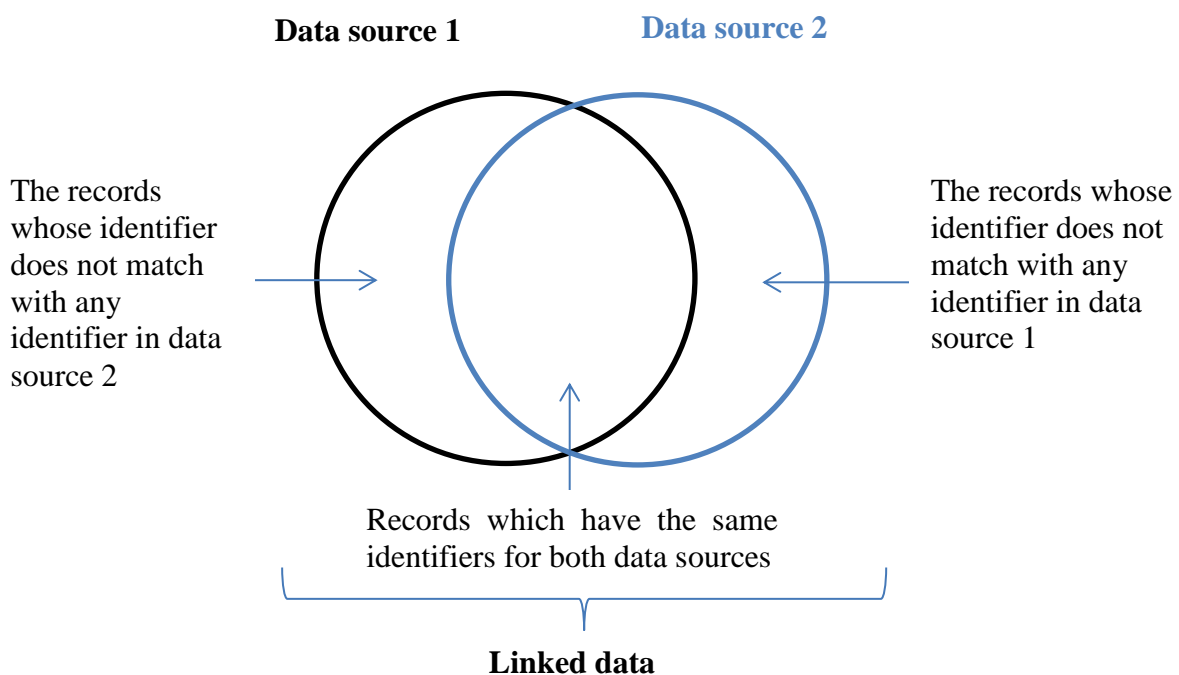 Data source 1
Data source 2
The records
whose identifier
does not match
with any
identifier in data
source 2
The records whose
identifier does not
match with any
identifier in data
source 1
Records which have the same
identifiers for both data sources
Linked data